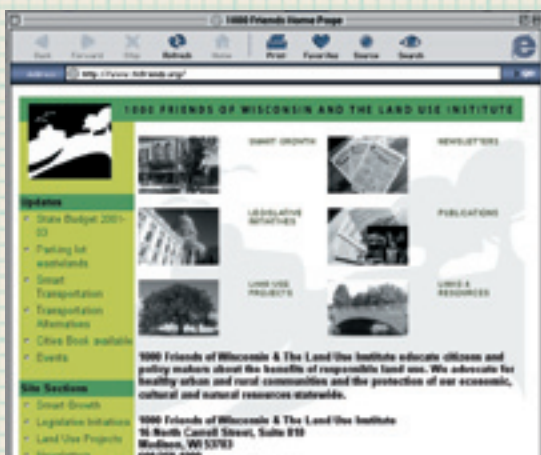 1000 Friends Home Page
Back Forward Stop Refresh Home Print Favorites Source Search
Address
1000 FRIENDS OF WISCONSIN AND THE LAND USE INSTITUTE
SMART GROWTH
NEWSLETTERS
LEGISLATIVE
INITIATIVES
PUBLICATIONS
LAND USE
PROJECTS
LINKS &
RESOURCES
Updates
State Budget 2001-
03
Parking lot
wastelands
Smart
Transportation
Transportation
Alternatives
Cities Book available
Events
Site Sections
Smart Growth
Legislative Initiatives
Land Use Projects
Newsletters
1000 Friends of Wisconsin & The Land Use Institute educate citizens and
policy makers about the benefits of responsible land use. We advocate for
healthy urban and rural communities and the protection of our economic,
cultural and natural resources statewide.
1000 Friends of Wisconsin & The Land Use Institute
16 North Carroll Street, Suite 810
Madison, WI 53703